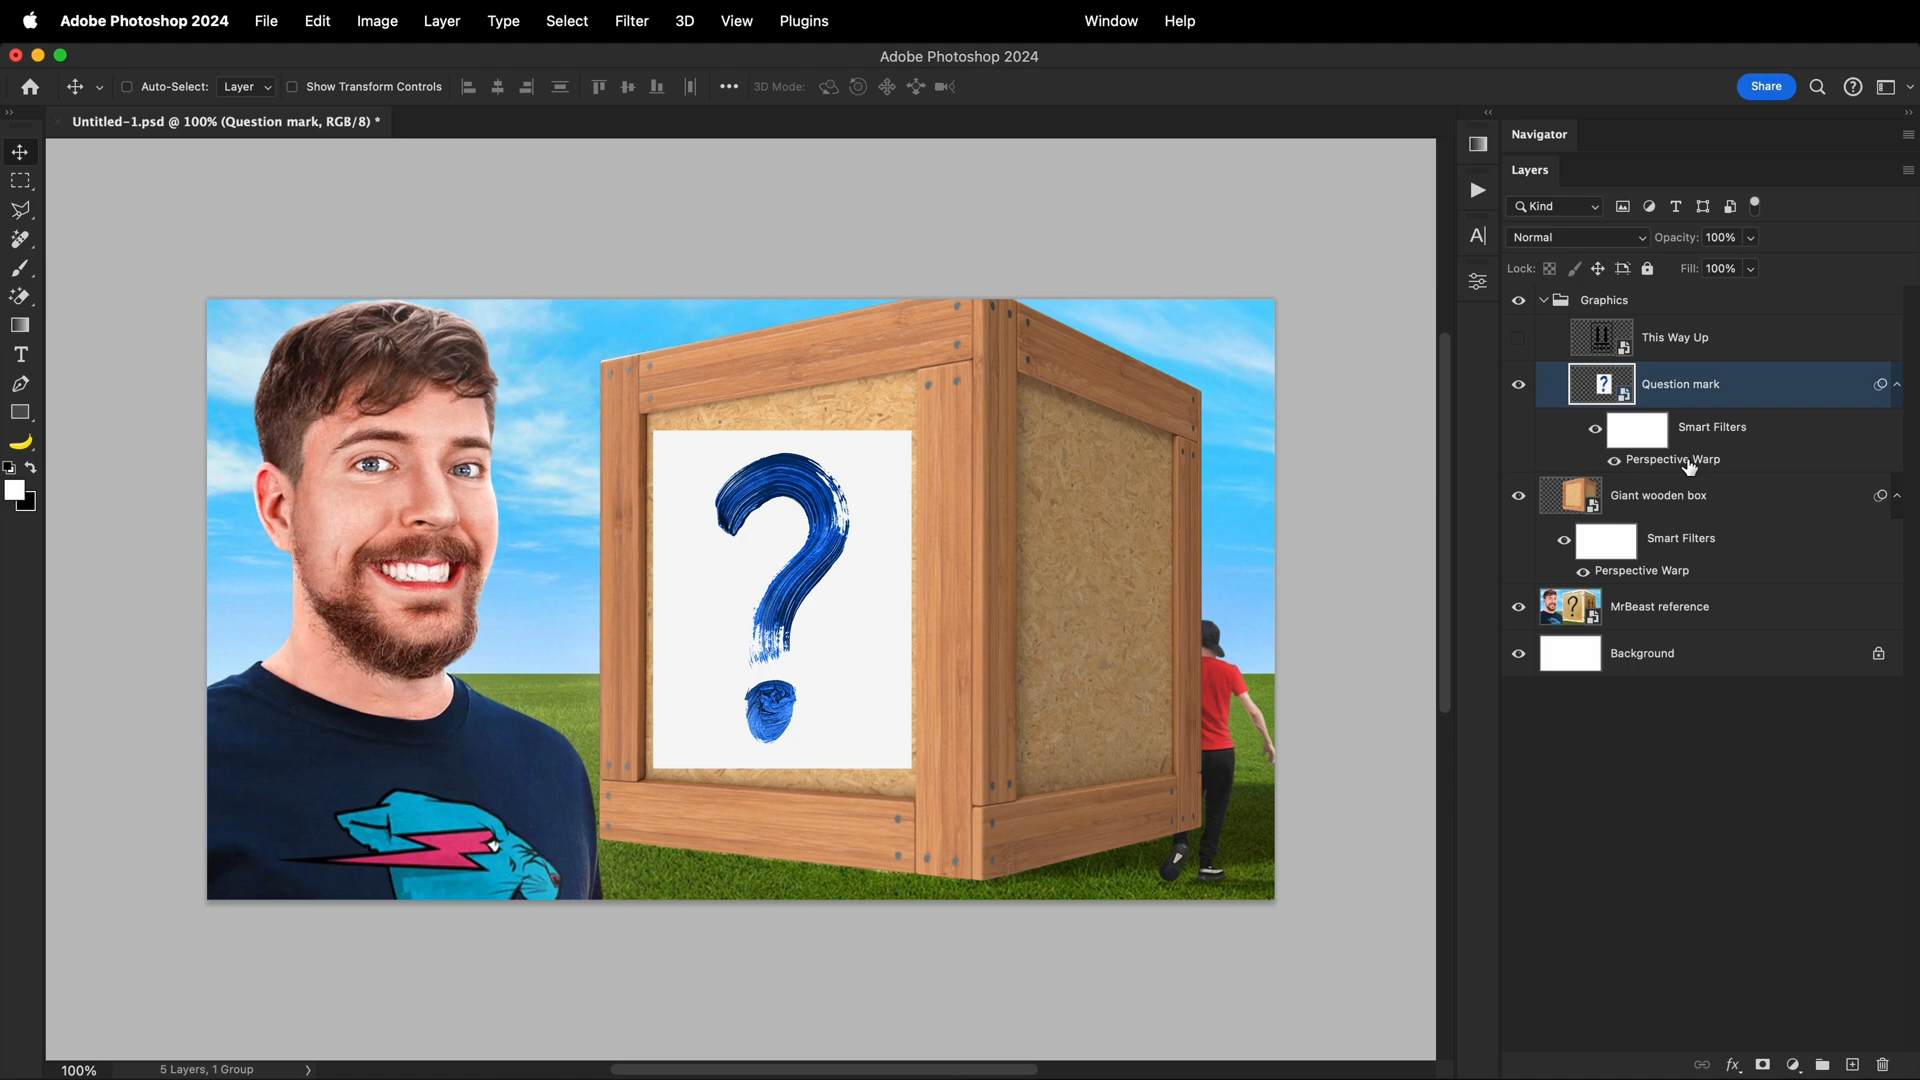 Adobe Photoshop 2024 File Edit Image Layer Type Select Filter 3D View Plugins Window Help
Adobe Photoshop 2024
Auto-Select: Layer Show Transform Controls 3D Mode: Share
Untitled-1.psd @ 100% (Question mark, RGB/8) *
Navigator
Layers
Kind
Normal Opacity: 100%
Lock: Fill: 100%
Graphics
This Way Up
Question mark
Smart Filters
Perspective Warp
Giant wooden box
Smart Filters
Perspective Warp
MrBeast reference
Background
?
100% 5 Layers, 1 Group